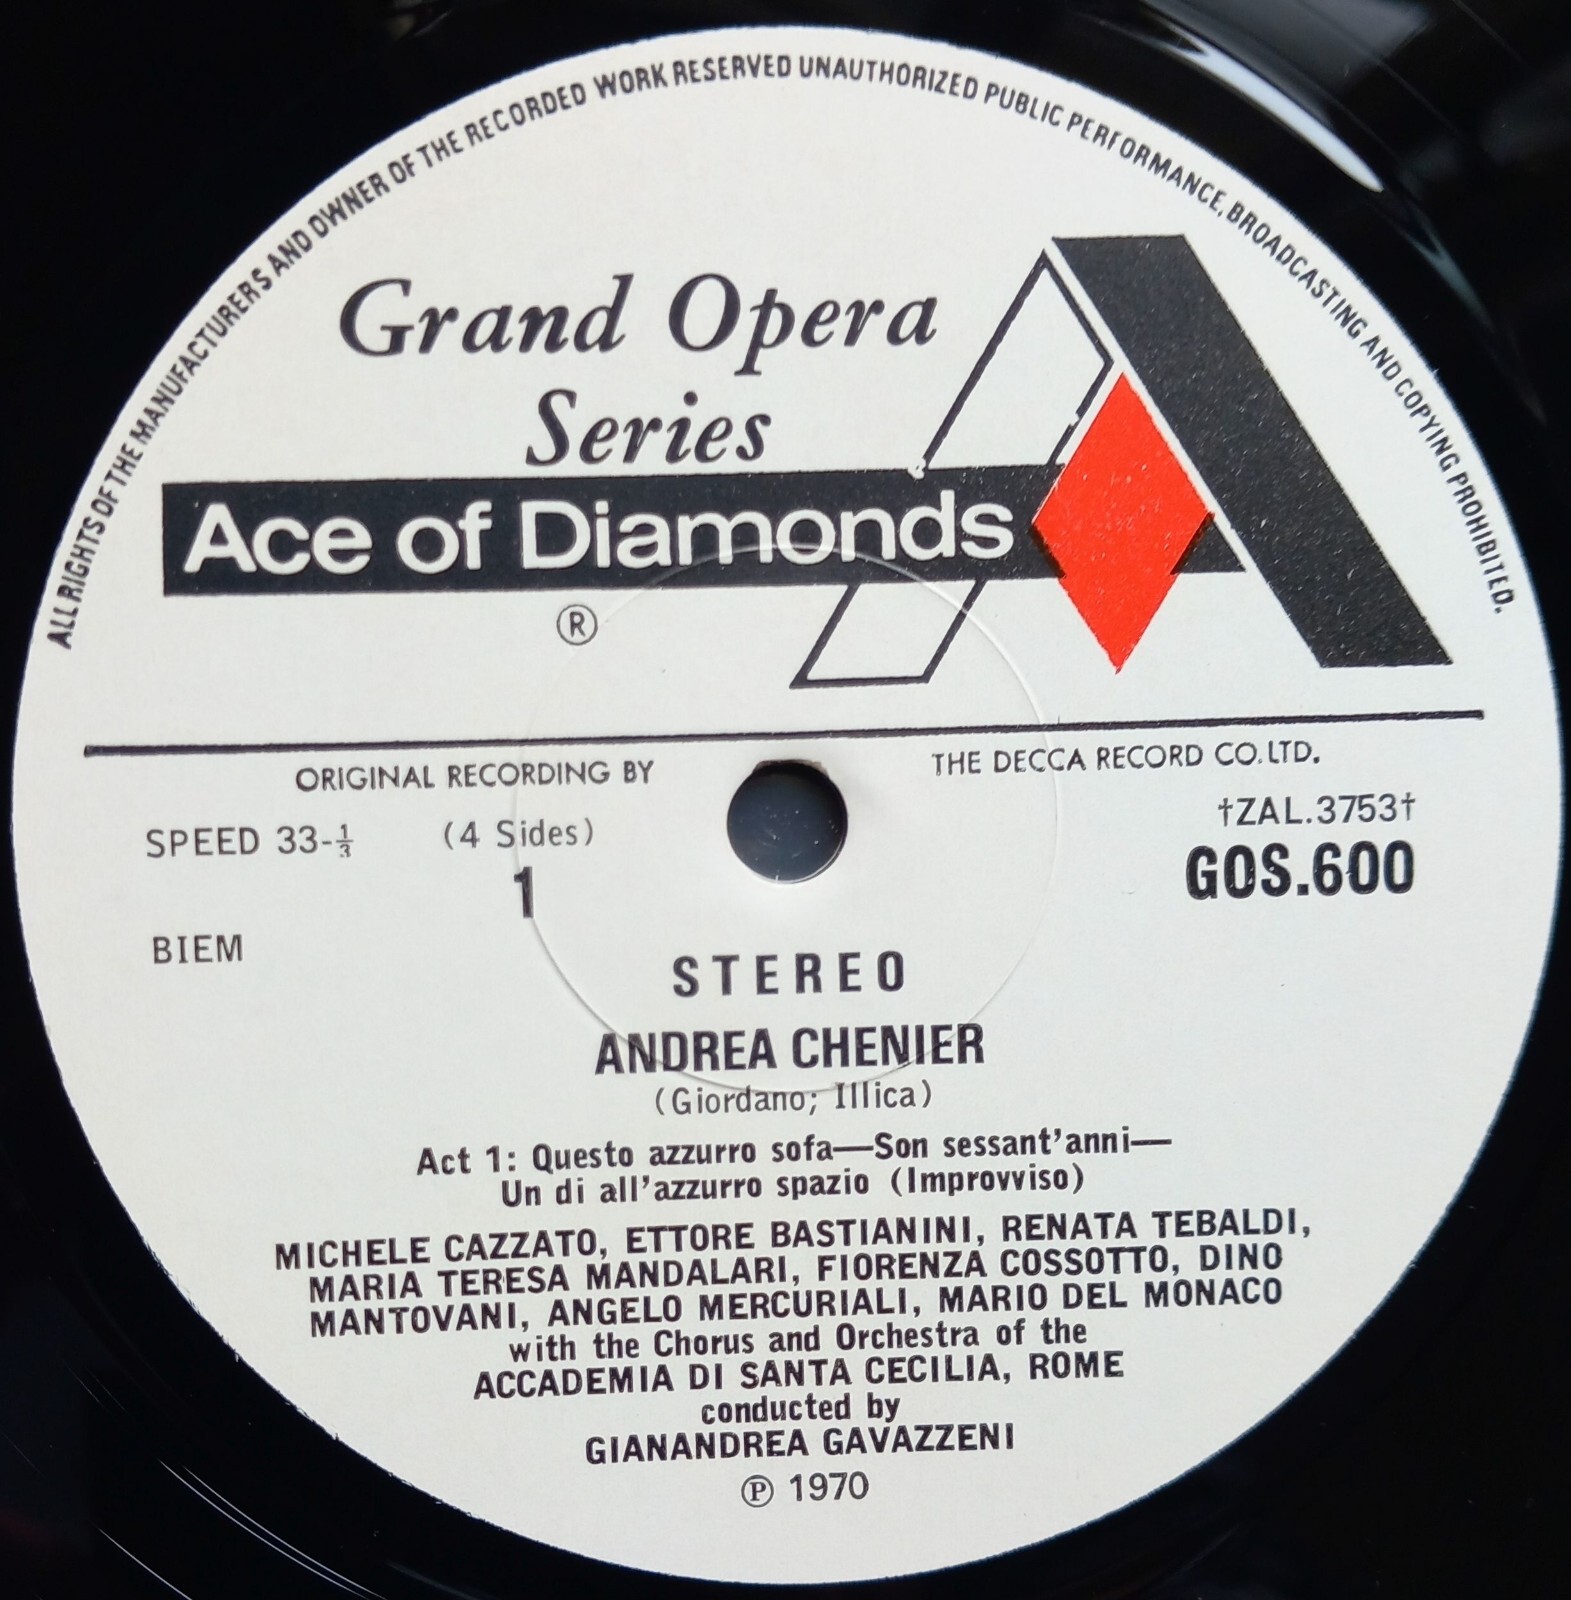 ALL RIGHTS OF THE MANUFACTURERS AND OWNER OF THE RECORDED WORK RESERVED UNAUTHORIZED PUBLIC PERFORMANCE, BROADCASTING AND COPYING PROHIBITED.
Grand Opera
Series
Ace of Diamonds
®
ORIGINAL RECORDING BY THE DECCA RECORD CO. LTD.
SPEED 33-⅓ (4 Sides) †ZAL.3753†
1 GOS.600
BIEM
STEREO
ANDREA CHENIER
(Giordano; Illica)
Act 1: Questo azzurro sofa—Son sessant'anni—
Un di all'azzurro spazio (Improvviso)
MICHELE CAZZATO, ETTORE BASTIANINI, RENATA TEBALDI,
MARIA TERESA MANDALARI, FIORENZA COSSOTTO, DINO
MANTOVANI, ANGELO MERCURIALI, MARIO DEL MONACO
with the Chorus and Orchestra of the
ACCADEMIA DI SANTA CECILIA, ROME
conducted by
GIANANDREA GAVAZZENI
℗ 1970